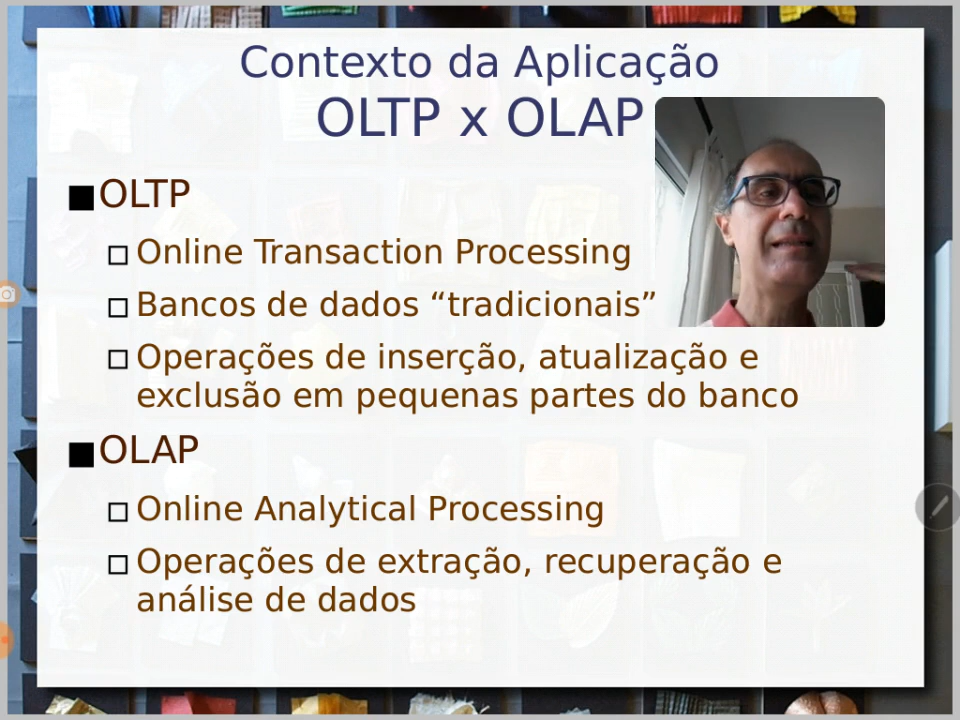 Contexto da Aplicação
OLTP x OLAP
OLTP
Online Transaction Processing
Bancos de dados “tradicionais”
Operações de inserção, atualização e
exclusão em pequenas partes do banco
OLAP
Online Analytical Processing
Operações de extração, recuperação e
análise de dados